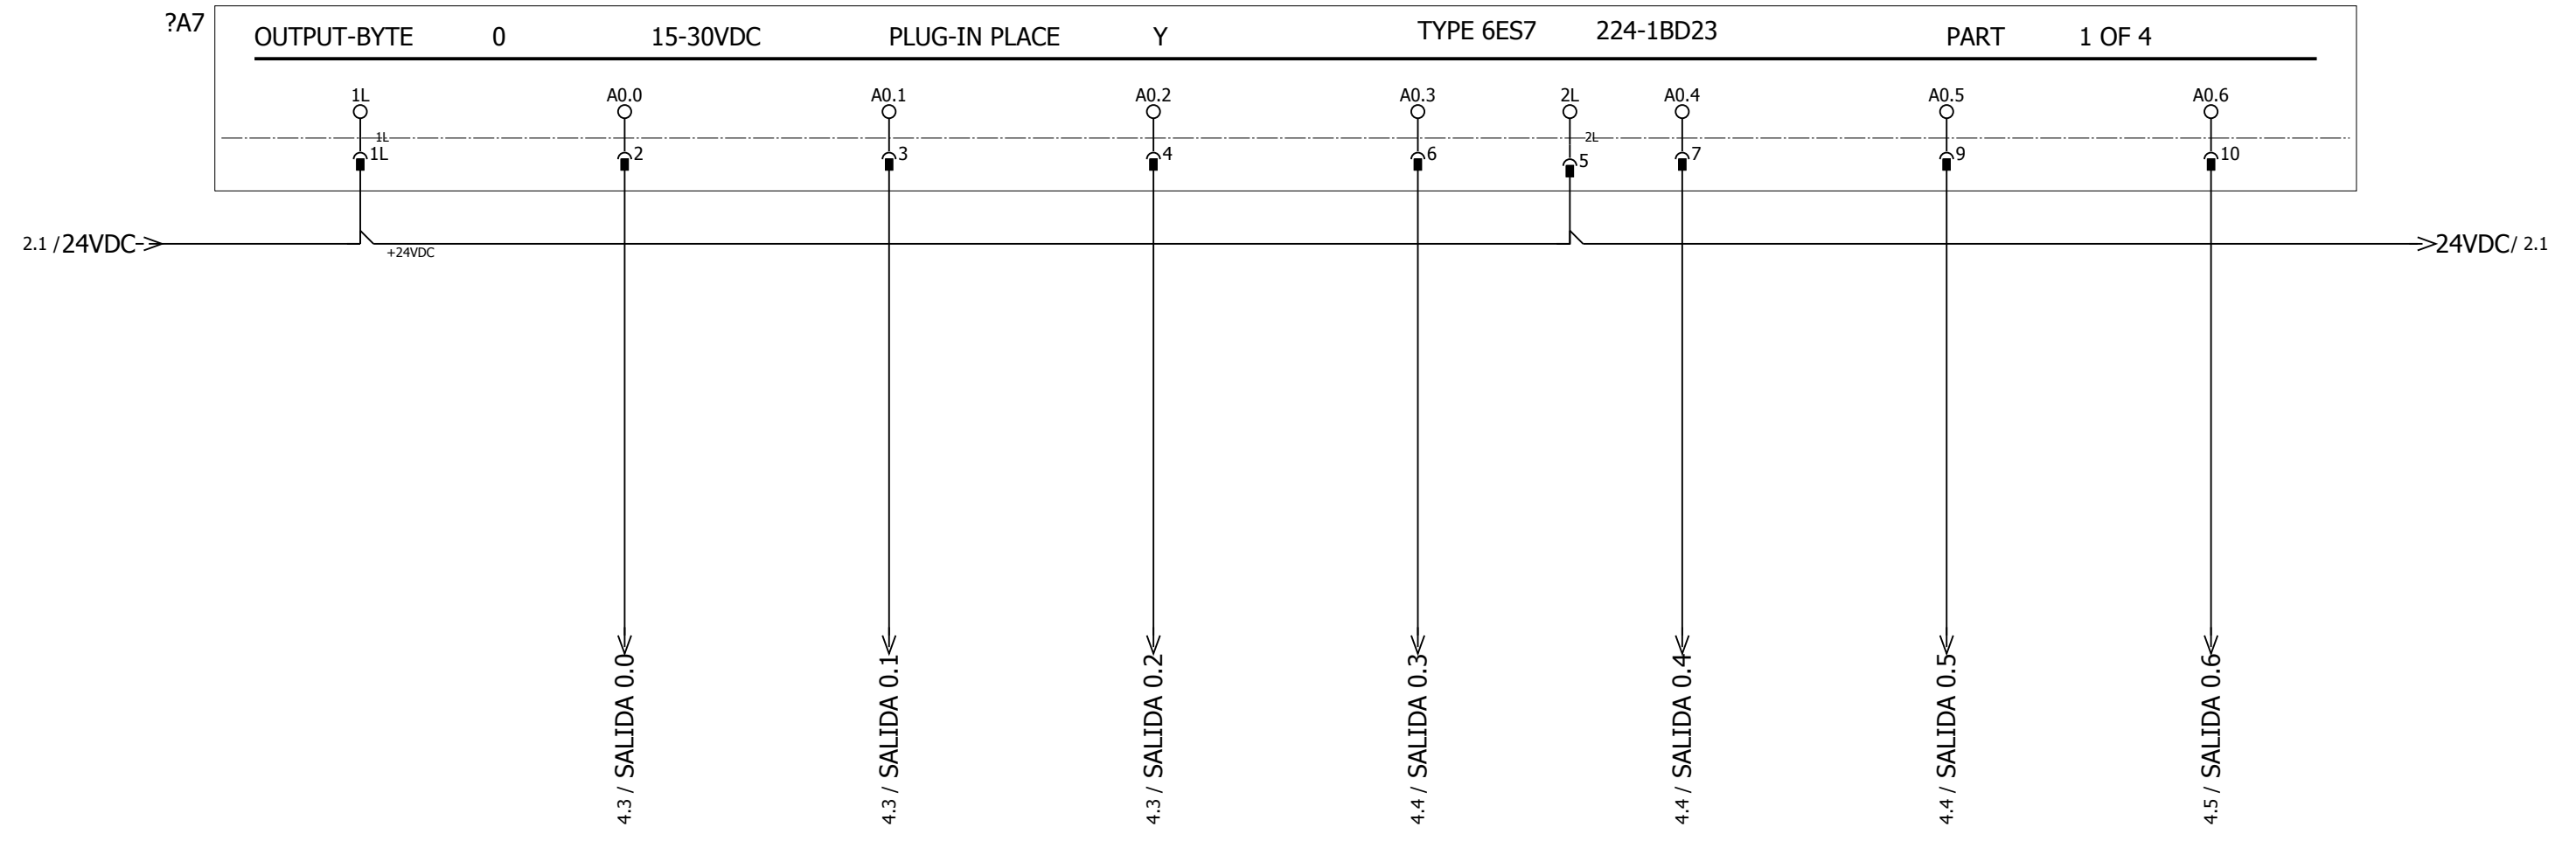 ?A7
OUTPUT-BYTE 0 15-30VDC PLUG-IN PLACE Y TYPE 6ES7 224-1BD23 PART 1 OF 4
1L A0.0 A0.1 A0.2 A0.3 2L A0.4 A0.5 A0.6
1L 2L
1L 2 3 4 6 5 7 9 10
2.1 /24VDC 24VDC/ 2.1
+24VDC
4.3 / SALIDA 0.0
4.3 / SALIDA 0.1
4.3 / SALIDA 0.2
4.4 / SALIDA 0.3
4.4 / SALIDA 0.4
4.4 / SALIDA 0.5
4.5 / SALIDA 0.6